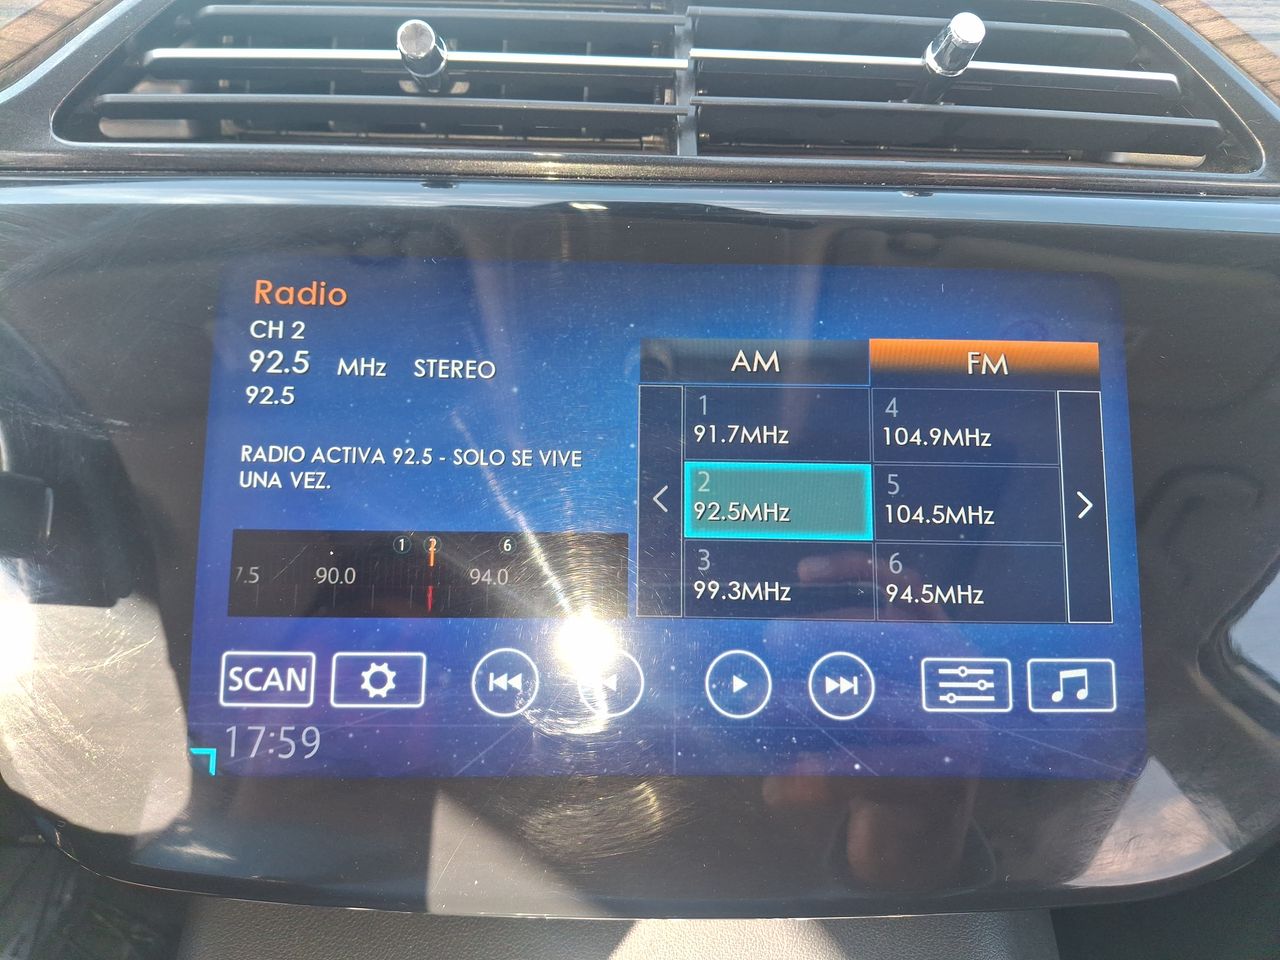 Radio
CH 2
92.5 MHz STEREO
92.5
RADIO ACTIVA 92.5 - SOLO SE VIVE
UNA VEZ.
1 2 6
7.5 90.0 94.0
AM FM
1
91.7MHz
2
92.5MHz
3
99.3MHz
4
104.9MHz
5
104.5MHz
6
94.5MHz
SCAN
17:59